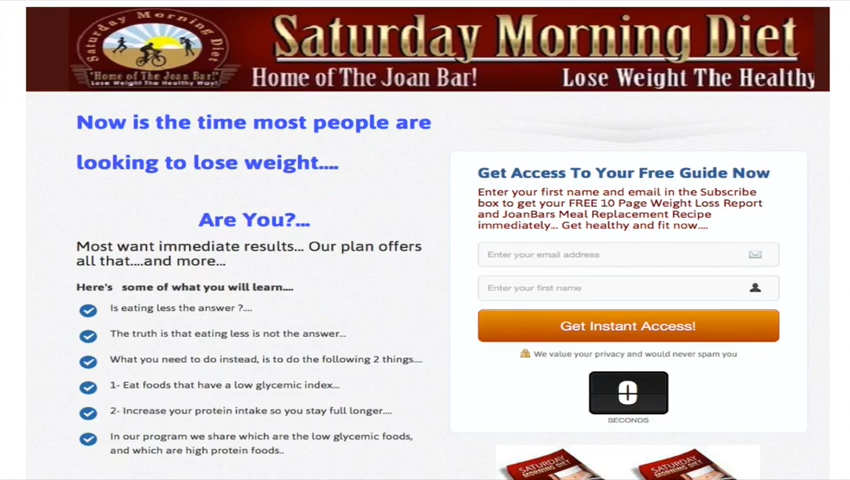 Saturday Morning Diet
"Home of The Joan Bar!"
Lose Weight The Healthy Way!
Saturday Morning Diet
Home of The Joan Bar! Lose Weight The Healthy
Now is the time most people are
looking to lose weight....
Are You?...
Most want immediate results... Our plan offers
all that....and more...
Here's some of what you will learn....
Is eating less the answer ?....
The truth is that eating less is not the answer...
What you need to do instead, is to do the following 2 things....
1- Eat foods that have a low glycemic index...
2- Increase your protein intake so you stay full longer....
In our program we share which are the low glycemic foods,
and which are high protein foods..
Get Access To Your Free Guide Now
Enter your first name and email in the Subscribe
box to get your FREE 10 Page Weight Loss Report
and JoanBars Meal Replacement Recipe
immediately... Get healthy and fit now....
Enter your email address
Enter your first name
Get Instant Access!
We value your privacy and would never spam you
0
SECONDS
SATURDAY
MORNING DIET
SATURDAY
MORNING DIET